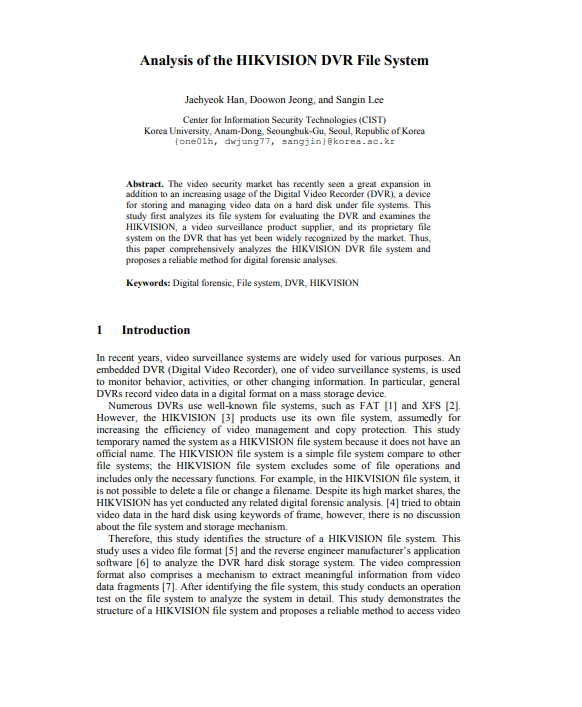 Analysis of the HIKVISION DVR File System
Jaehyeok Han, Doowon Jeong, and Sangin Lee
Center for Information Security Technologies (CIST)
Korea University, Anam-Dong, Seoungbuk-Gu, Seoul, Republic of Korea
{one01h, dwjung77, sangjin}@korea.ac.kr
Abstract. The video security market has recently seen a great expansion in
addition to an increasing usage of the Digital Video Recorder (DVR), a device
for storing and managing video data on a hard disk under file systems. This
study first analyzes its file system for evaluating the DVR and examines the
HIKVISION, a video surveillance product supplier, and its proprietary file
system on the DVR that has yet been widely recognized by the market. Thus,
this paper comprehensively analyzes the HIKVISION DVR file system and
proposes a reliable method for digital forensic analyses.
Keywords: Digital forensic, File system, DVR, HIKVISION
1 Introduction
In recent years, video surveillance systems are widely used for various purposes. An
embedded DVR (Digital Video Recorder), one of video surveillance systems, is used
to monitor behavior, activities, or other changing information. In particular, general
DVRs record video data in a digital format on a mass storage device.
Numerous DVRs use well-known file systems, such as FAT [1] and XFS [2].
However, the HIKVISION [3] products use its own file system, assumedly for
increasing the efficiency of video management and copy protection. This study
temporary named the system as a HIKVISION file system because it does not have an
official name. The HIKVISION file system is a simple file system compare to other
file systems; the HIKVISION file system excludes some of file operations and
includes only the necessary functions. For example, in the HIKVISION file system, it
is not possible to delete a file or change a filename. Despite its high market shares, the
HIKVISION has yet conducted any related digital forensic analysis. [4] tried to obtain
video data in the hard disk using keywords of frame, however, there is no discussion
about the file system and storage mechanism.
Therefore, this study identifies the structure of a HIKVISION file system. This
study uses a video file format [5] and the reverse engineer manufacturer's application
software [6] to analyze the DVR hard disk storage system. The video compression
format also comprises a mechanism to extract meaningful information from video
data fragments [7]. After identifying the file system, this study conducts an operation
test on the file system to analyze the system in detail. This study demonstrates the
structure of a HIKVISION file system and proposes a reliable method to access video